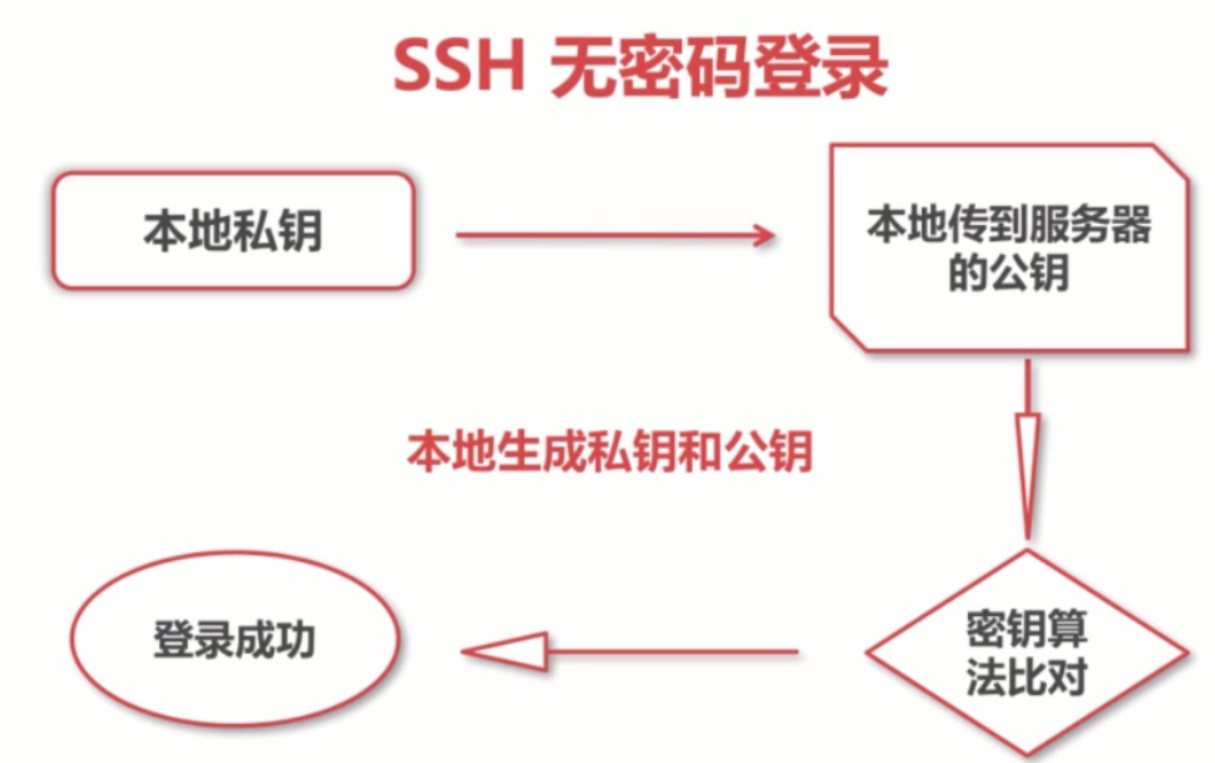 SSH 无密码登录
本地私钥
本地传到服务器
的公钥
本地生成私钥和公钥
登录成功
密钥算
法比对